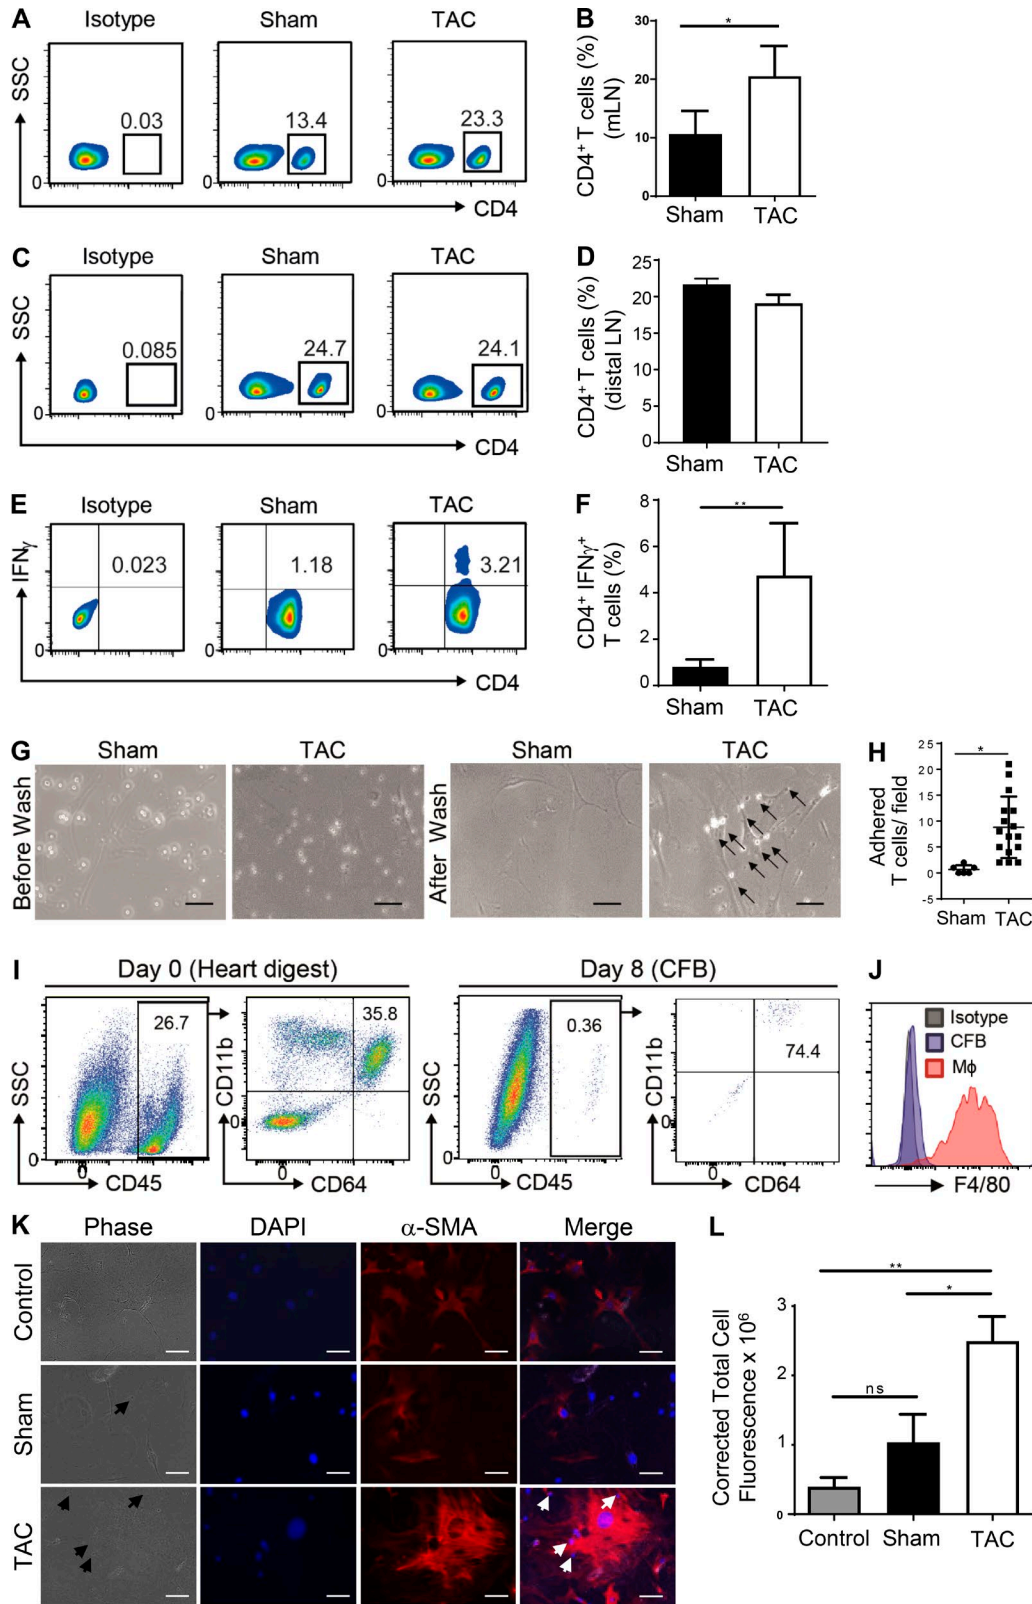 A Isotype Sham TAC
SSC
0.03 13.4 23.3
0 0 0
CD4
B
CD4⁺ T cells (%)
(mLN)
30
20
10
0
*
Sham TAC
C Isotype Sham TAC
SSC
0.085 24.7 24.1
0 0 0
CD4
D
CD4⁺ T cells (%)
(distal LN)
25
20
15
10
5
0
Sham TAC
E Isotype Sham TAC
IFNγ
0.023 1.18 3.21
0 0 0
CD4
F
CD4⁺ IFNγ⁺
T cells (%)
8
6
4
2
0
**
Sham TAC
G Sham TAC Sham TAC
Before Wash
After Wash
H
Adhered
T cells/ field
25
20
15
10
5
0
-5
*
Sham TAC
I Day 0 (Heart digest) Day 8 (CFB)
SSC
26.7
0
0
CD45
CD11b
35.8
0
0
CD64
SSC
0.36
0
0
CD45
CD11b
74.4
0
0
CD64
J
Isotype
CFB
Mϕ
F4/80
K Phase DAPI α-SMA Merge
Control
Sham
TAC
L
Corrected Total Cell
Fluorescence x 10⁶
3
2
1
0
**
*
ns
Control Sham TAC